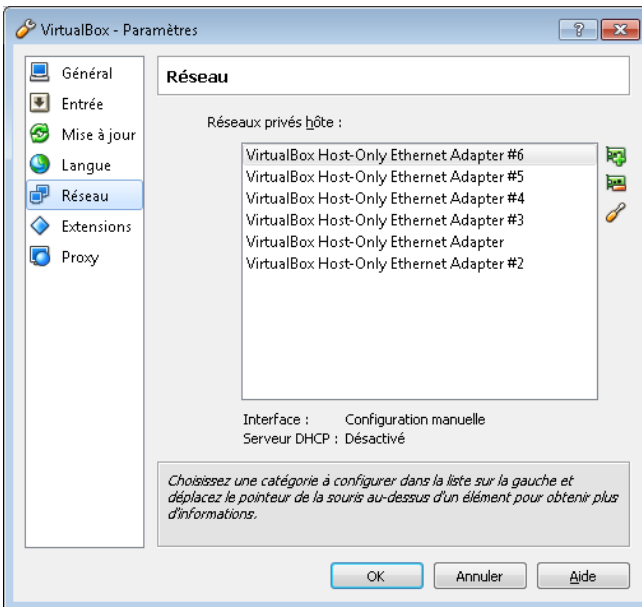 VirtualBox - Paramètres
Général
Entrée
Mise à jour
Langue
Réseau
Extensions
Proxy
Réseau
Réseaux privés hôte :
VirtualBox Host-Only Ethernet Adapter #6
VirtualBox Host-Only Ethernet Adapter #5
VirtualBox Host-Only Ethernet Adapter #4
VirtualBox Host-Only Ethernet Adapter #3
VirtualBox Host-Only Ethernet Adapter
VirtualBox Host-Only Ethernet Adapter #2
Interface : Configuration manuelle
Serveur DHCP : Désactivé
Choisissez une catégorie à configurer dans la liste sur la gauche et
déplacez le pointeur de la souris au-dessus d'un élément pour obtenir plus
d'informations.
OK Annuler Aide